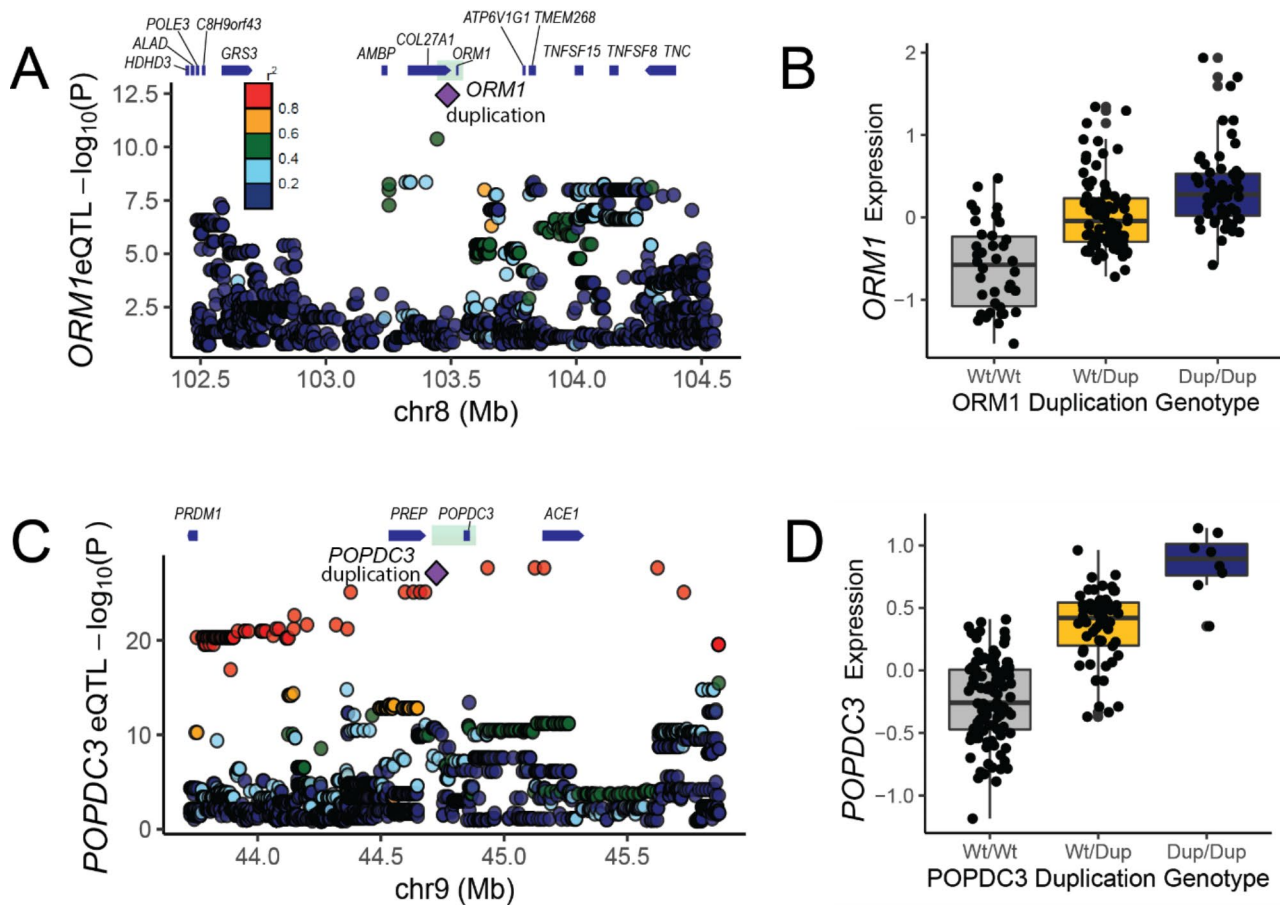 A
POLE3 C8H9orf43
ALAD
HDHD3 GRS3
AMBP COL27A1 ORM1
ATP6V1G1 TMEM268
TNFSF15 TNFSF8 TNC
r2
0.8
0.6
0.4
0.2
ORM1
duplication
ORM1eQTL −log10(P)
12.5
10.0
7.5
5.0
2.5
102.5 103.0 103.5 104.0 104.5
chr8 (Mb)
B
ORM1 Expression
2
1
0
−1
Wt/Wt Wt/Dup Dup/Dup
ORM1 Duplication Genotype
C
PRDM1 PREP POPDC3 ACE1
POPDC3
duplication
POPDC3 eQTL −log10(P)
20
10
0
44.0 44.5 45.0 45.5
chr9 (Mb)
D
POPDC3 Expression
1.0
0.5
0.0
−0.5
−1.0
Wt/Wt Wt/Dup Dup/Dup
POPDC3 Duplication Genotype